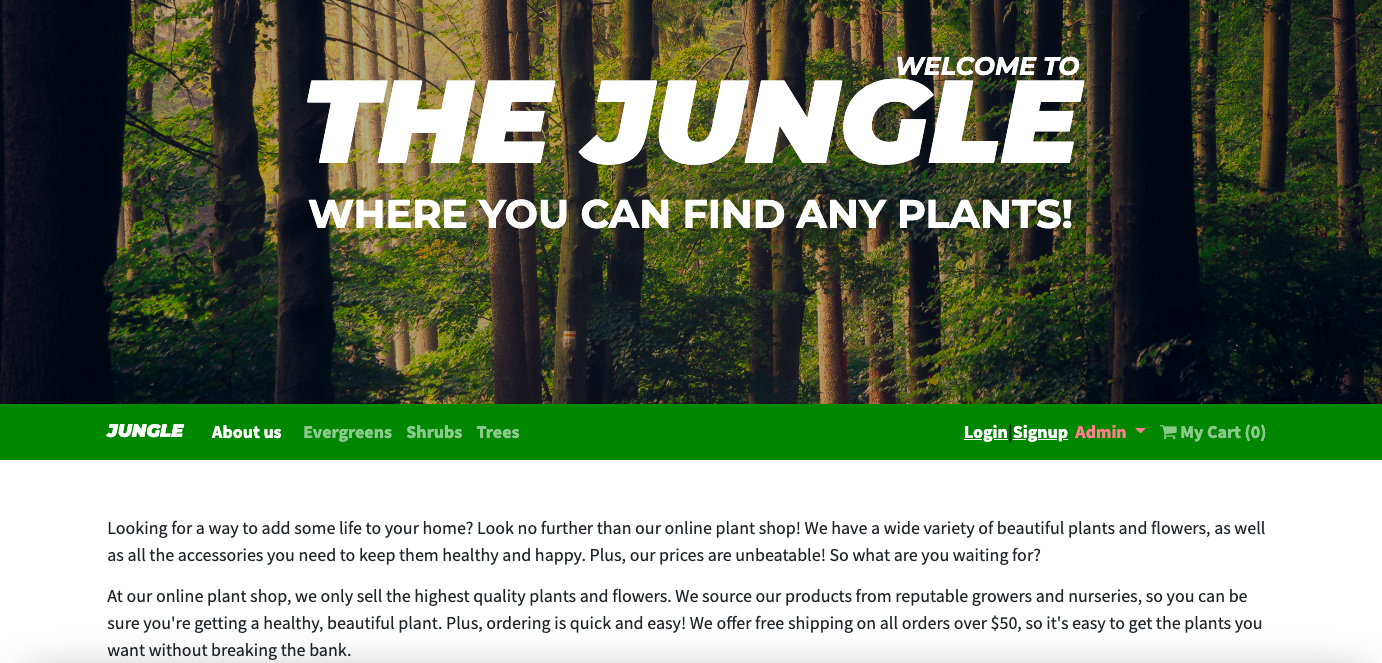 WELCOME TO
THE JUNGLE
WHERE YOU CAN FIND ANY PLANTS!
JUNGLE About us Evergreens Shrubs Trees Login|Signup Admin My Cart (0)
Looking for a way to add some life to your home? Look no further than our online plant shop! We have a wide variety of beautiful plants and flowers, as well
as all the accessories you need to keep them healthy and happy. Plus, our prices are unbeatable! So what are you waiting for?
At our online plant shop, we only sell the highest quality plants and flowers. We source our products from reputable growers and nurseries, so you can be
sure you're getting a healthy, beautiful plant. Plus, ordering is quick and easy! We offer free shipping on all orders over $50, so it's easy to get the plants you
want without breaking the bank.